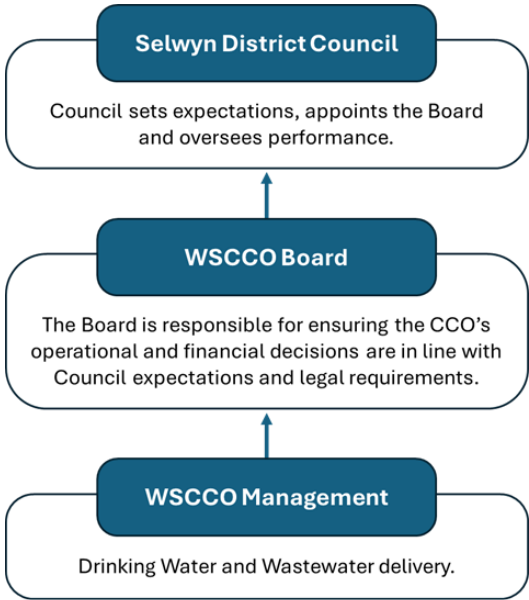 Selwyn District Council
Council sets expectations, appoints the Board
and oversees performance.
WSCCO Board
The Board is responsible for ensuring the CCO’s
operational and financial decisions are in line with
Council expectations and legal requirements.
WSCCO Management
Drinking Water and Wastewater delivery.